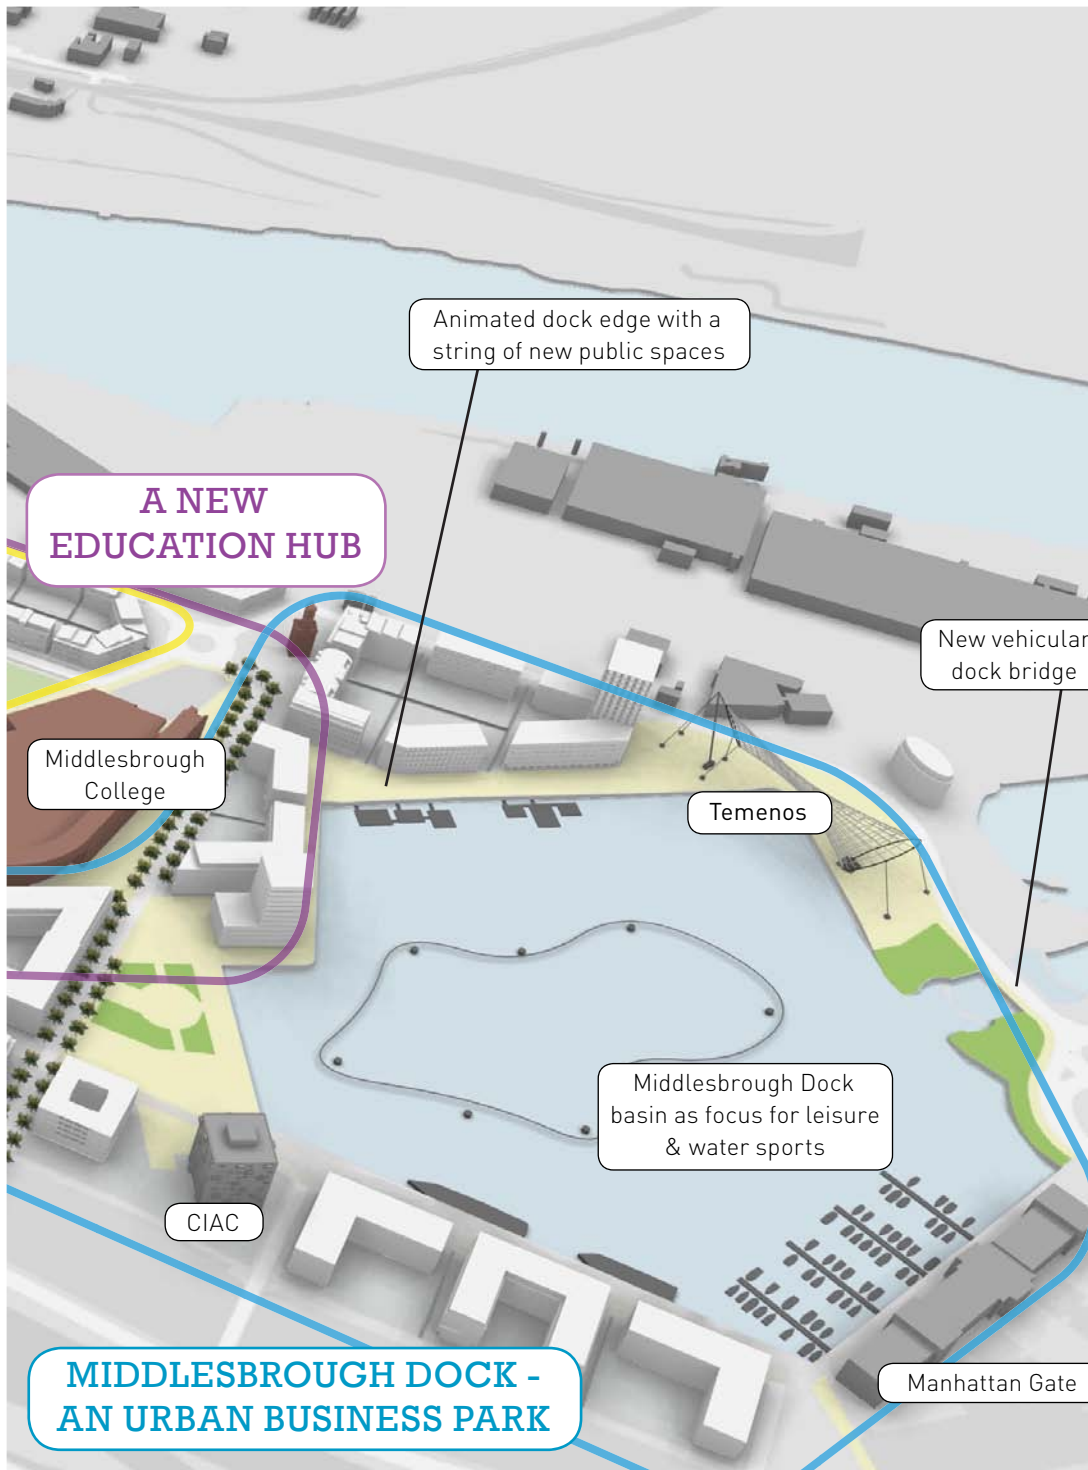 Animated dock edge with a
string of new public spaces
A NEW
EDUCATION HUB
New vehicular
dock bridge
Middlesbrough
College
Temenos
Middlesbrough Dock
basin as focus for leisure
& water sports
CIAC
MIDDLESBROUGH DOCK -
AN URBAN BUSINESS PARK
Manhattan Gate